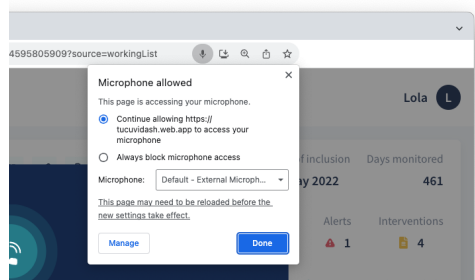 4595805909?source=workingList
Microphone allowed
This page is accessing your microphone.
Continue allowing https://
tucuvidash.web.app to access your
microphone
Always block microphone access
Microphone: Default - External Microph...
This page may need to be reloaded before the
new settings take effect.
Manage Done
Lola L
of inclusion Days monitored
ay 2022 461
Alerts Interventions
1 4